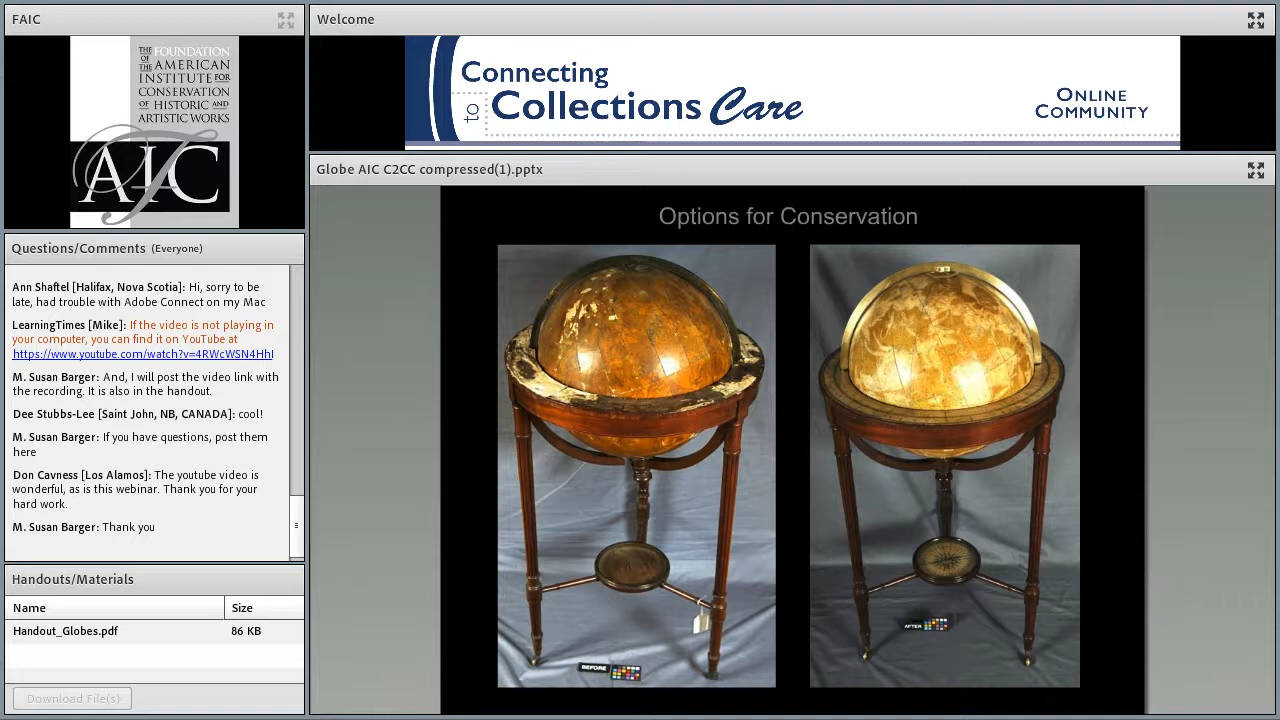 FAIC
THE FOUNDATION
OF THE AMERICAN
INSTITUTE FOR
CONSERVATION
OF HISTORIC AND
ARTISTIC WORKS
AIC
Welcome
Connecting
to Collections Care
ONLINE
COMMUNITY
Globe AIC C2CC compressed(1).pptx
Options for Conservation
BEFORE
AFTER
Questions/Comments (Everyone)
Ann Shaftel [Halifax, Nova Scotia]: Hi, sorry to be
late, had trouble with Adobe Connect on my Mac
LearningTimes [Mike]: If the video is not playing in
your computer, you can find it on YouTube at
https://www.youtube.com/watch?v=4RWcWSN4HhI
M. Susan Barger: And, I will post the video link with
the recording. It is also in the handout.
Dee Stubbs-Lee [Saint John, NB, CANADA]: cool!
M. Susan Barger: If you have questions, post them
here
Don Cavness [Los Alamos]: The youtube video is
wonderful, as is this webinar. Thank you for your
hard work.
M. Susan Barger: Thank you
Handouts/Materials
Name Size
Handout_Globes.pdf 86 KB
Download File(s)